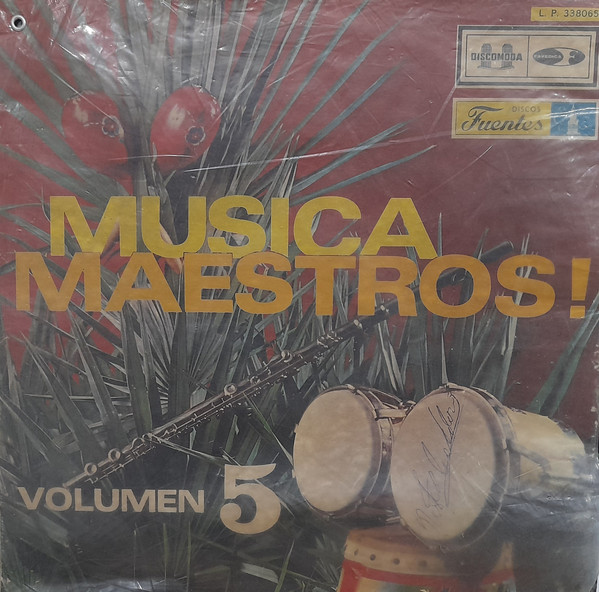 L. P. 338065
DISCOMODA
DISCOS
Fuentes
MUSICA
MAESTROS!
VOLUMEN 5